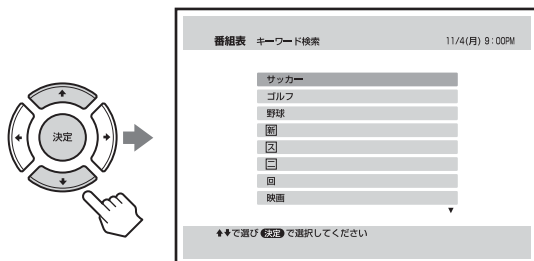 決定
番組表 キーワード検索 11/4(月) 9:00PM
サッカー
ゴルフ
野球
新
ス
二
回
映画
▼
↑↓で選び 決定 で選択してください